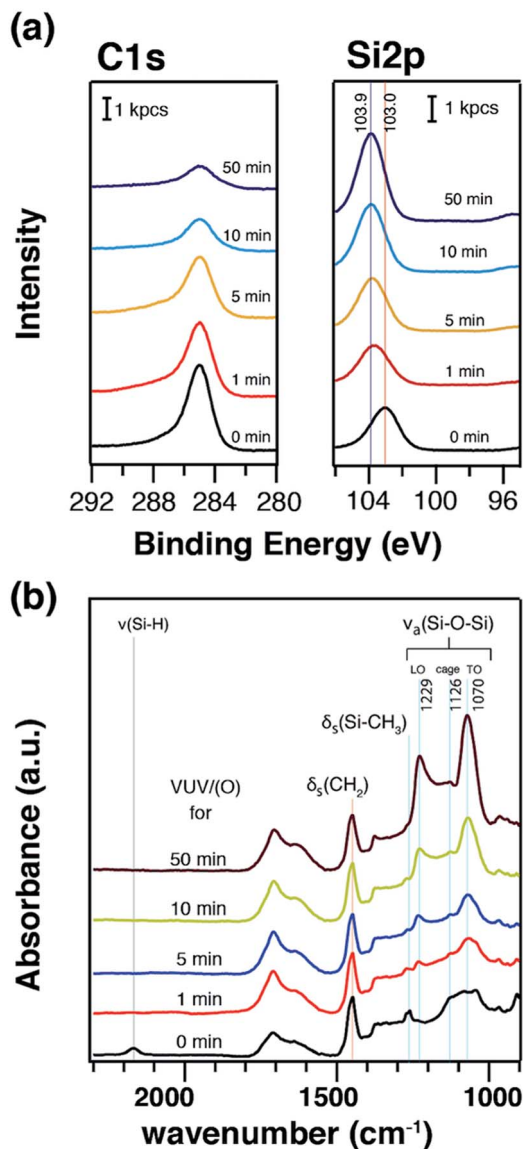 (a)
C1s
Si2p
1 kpcs
103.9
103.0
1 kpcs
50 min
10 min
5 min
1 min
0 min
50 min
10 min
5 min
1 min
0 min
Intensity
292 288 284 280
104 100 96
Binding Energy (eV)
(b)
ν(Si-H)
νa(Si-O-Si)
LO cage TO
1229
1126
1070
δs(Si-CH3)
δs(CH2)
VUV/(O)
for
50 min
10 min
5 min
1 min
0 min
Absorbance (a.u.)
2000 1500 1000
wavenumber (cm-1)